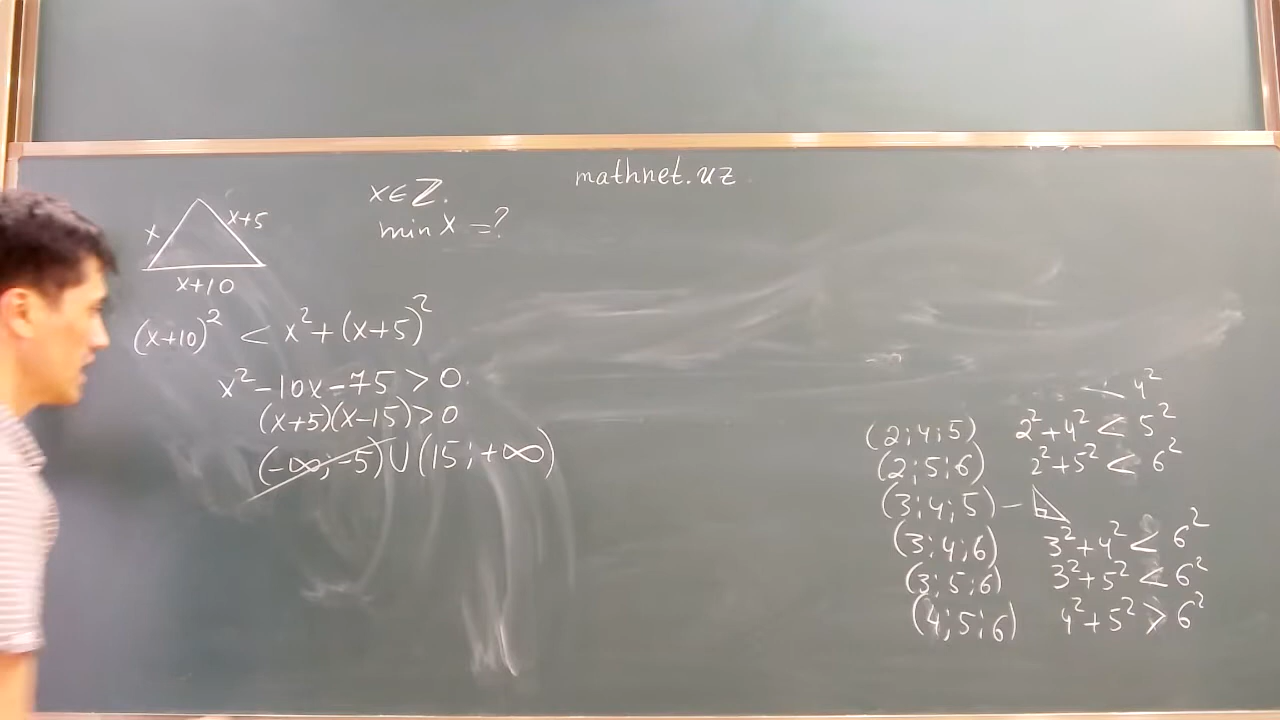 mathnet.uz
x∈Z.
min x =?
x
x+5
x+10
(x+10)² < x²+(x+5)²
x²-10x-75 > 0.
(x+5)(x-15)>0
(-∞;-5)∪(15;+∞)
< 4²
(2;4;5) 2²+4² < 5²
(2;5;6) 2²+5² < 6²
(3;4;5) -
(3;4;6) 3²+4² < 6²
(3;5;6) 3²+5² < 6²
(4;5;6) 4²+5² > 6²